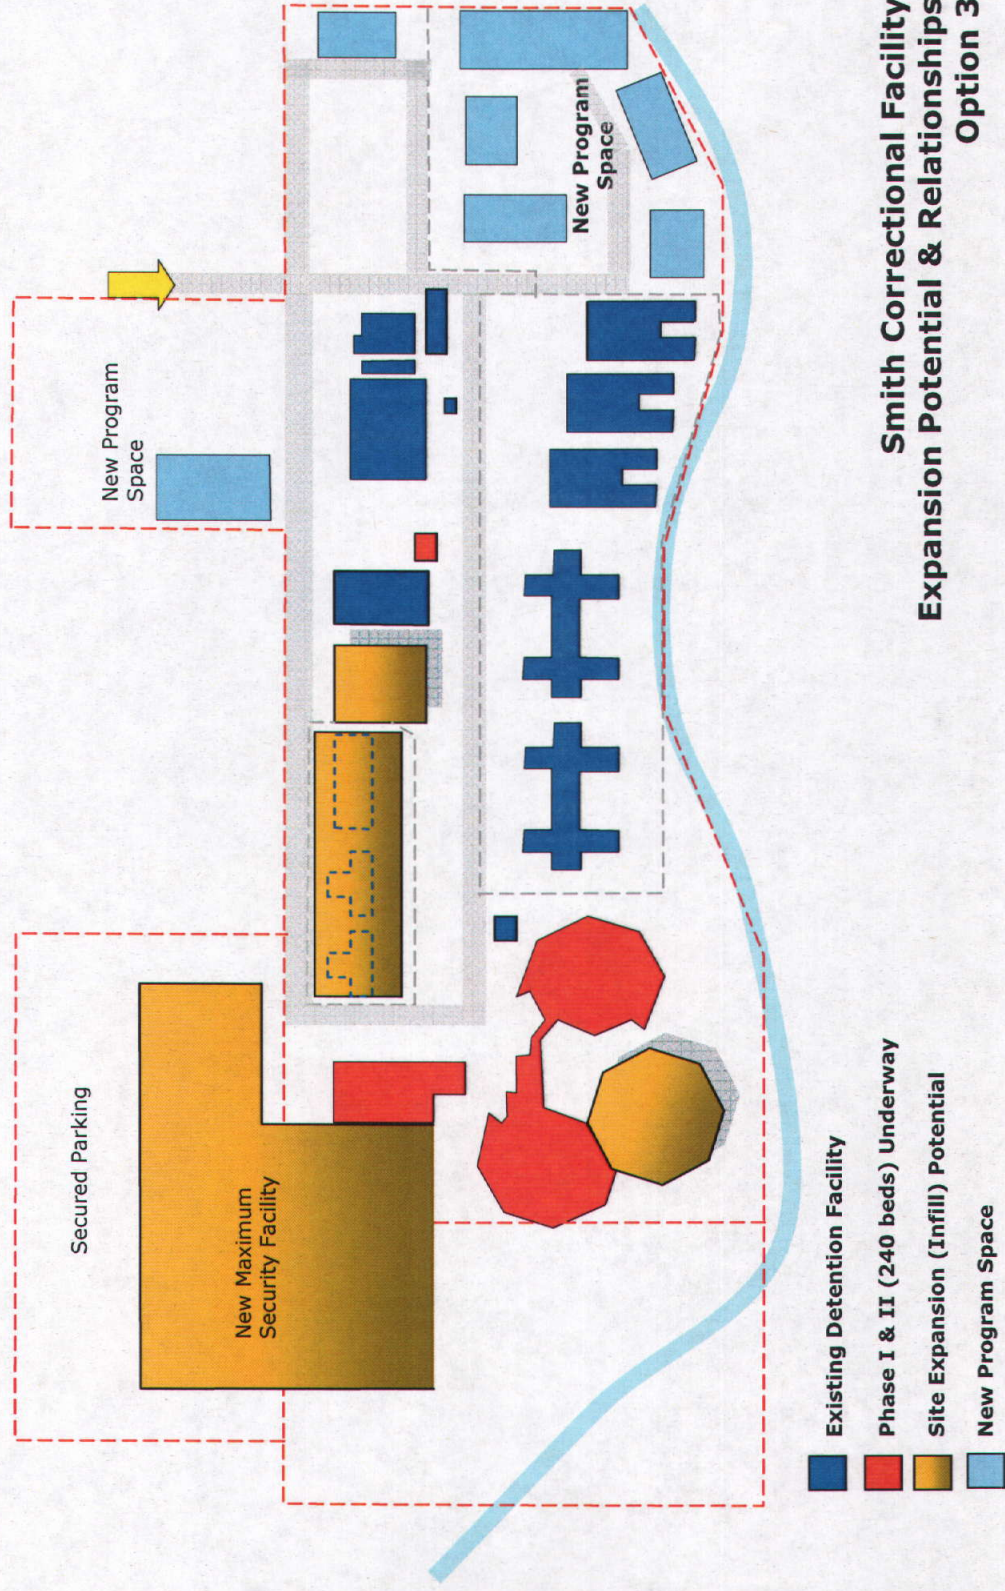 Secured Parking
New Maximum
Security Facility
New Program
Space
New Program
Space
Existing Detention Facility
Phase I & II (240 beds) Underway
Site Expansion (Infill) Potential
New Program Space
Smith Correctional Facility
Expansion Potential & Relationships
Option 3